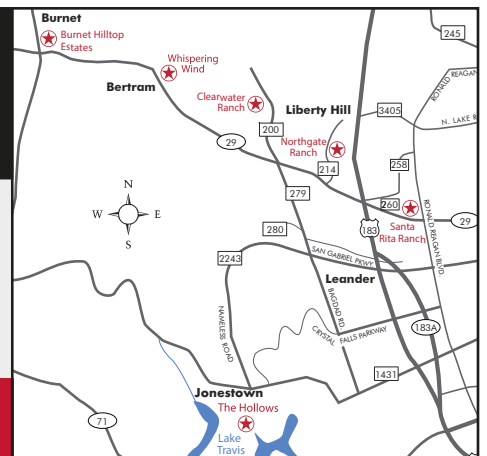 Burnet
Burnet Hilltop
Estates
245
Whispering
Wind
RONALD REAGAN
Bertram
Clearwater
Ranch
Liberty Hill
3405
N. LAKE
200
29
Northgate
Ranch
258
214
279
N
W E
S
260
29
183
Santa
Rita Ranch
RONALD REAGAN BLVD.
280
2243
SAN GABRIEL PKWY.
Leander
BAGDAD RD.
183A
NAMELESS ROAD
CRYSTAL FALLS PARKWAY
1431
Jonestown
The Hollows
71
Lake
Travis